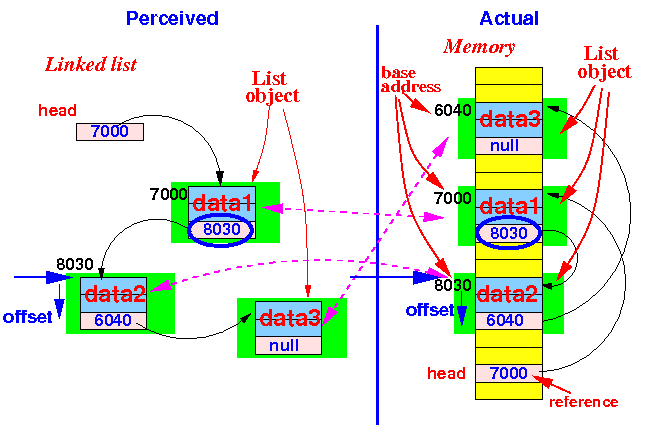 Perceived
Linked list
head
7000
List
object
7000
data1
8030
8030
data2
6040
offset
data3
null
Actual
Memory
List
object
base
address
6040
data3
null
7000
data1
8030
8030
data2
6040
offset
head
7000
reference